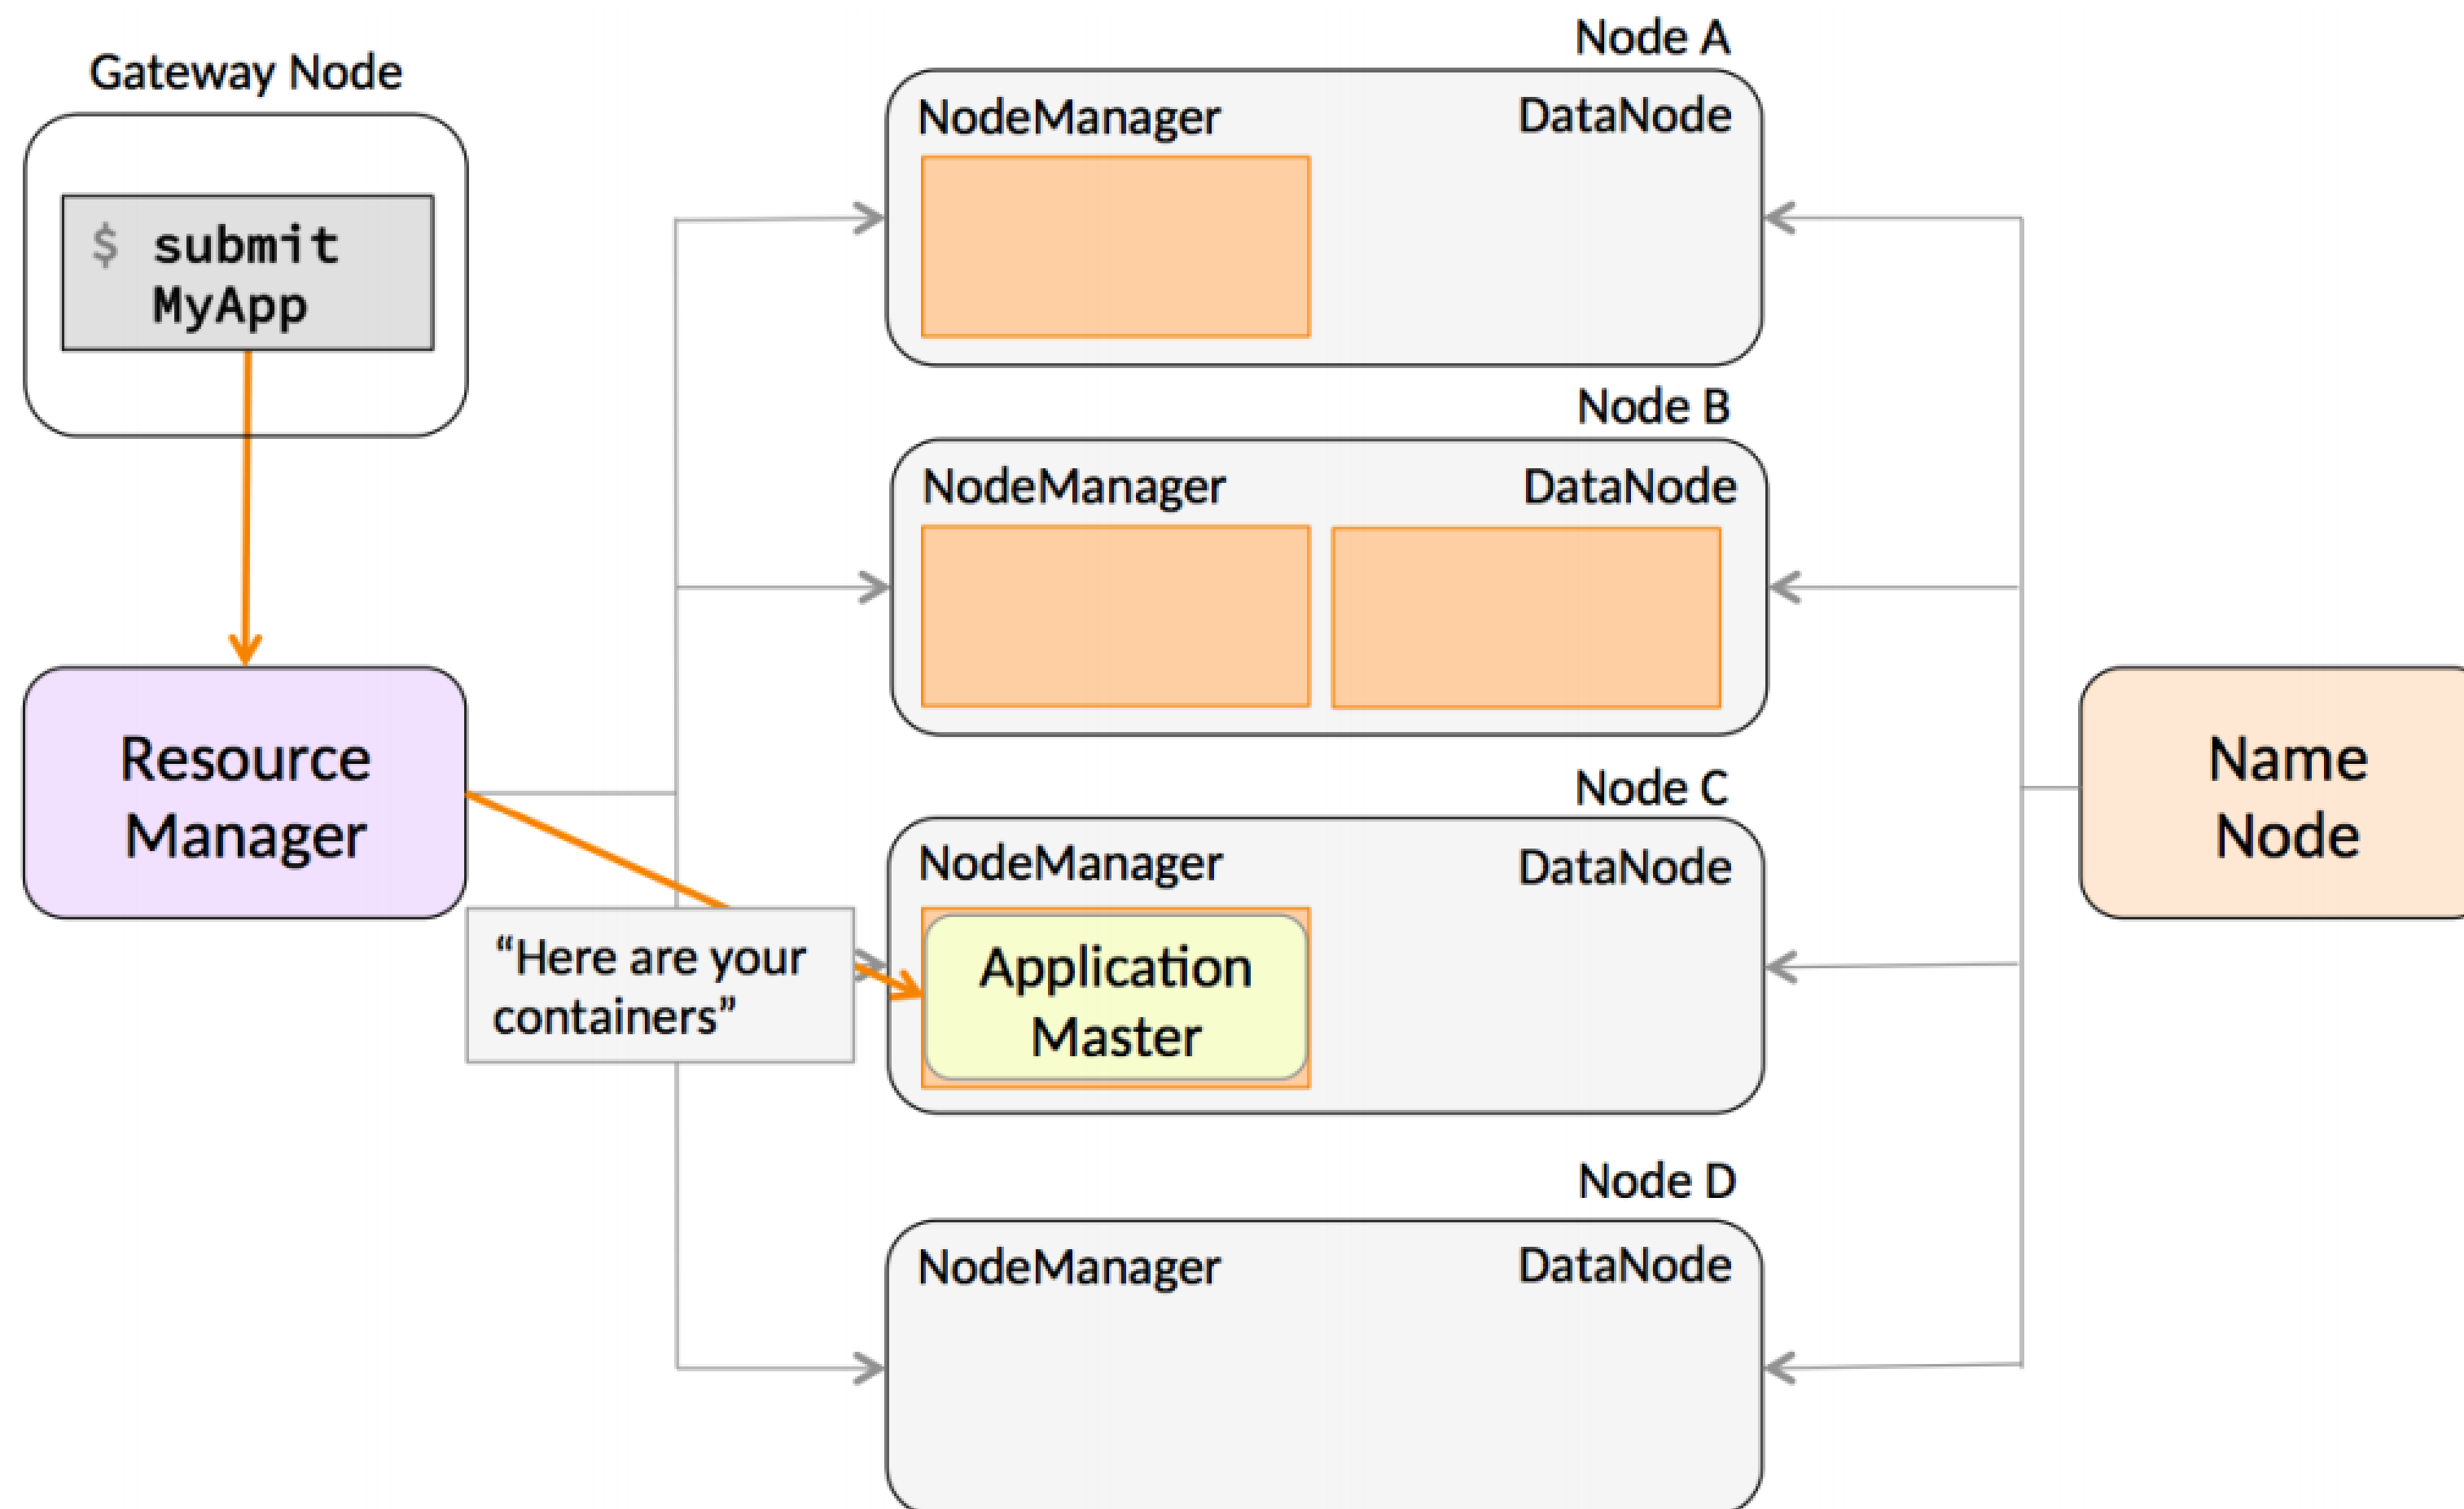 Gateway Node
$ submit
MyApp
Resource
Manager
“Here are your
containers”
Node A
NodeManager DataNode
Node B
NodeManager DataNode
Node C
NodeManager DataNode
Application
Master
Node D
NodeManager DataNode
Name
Node